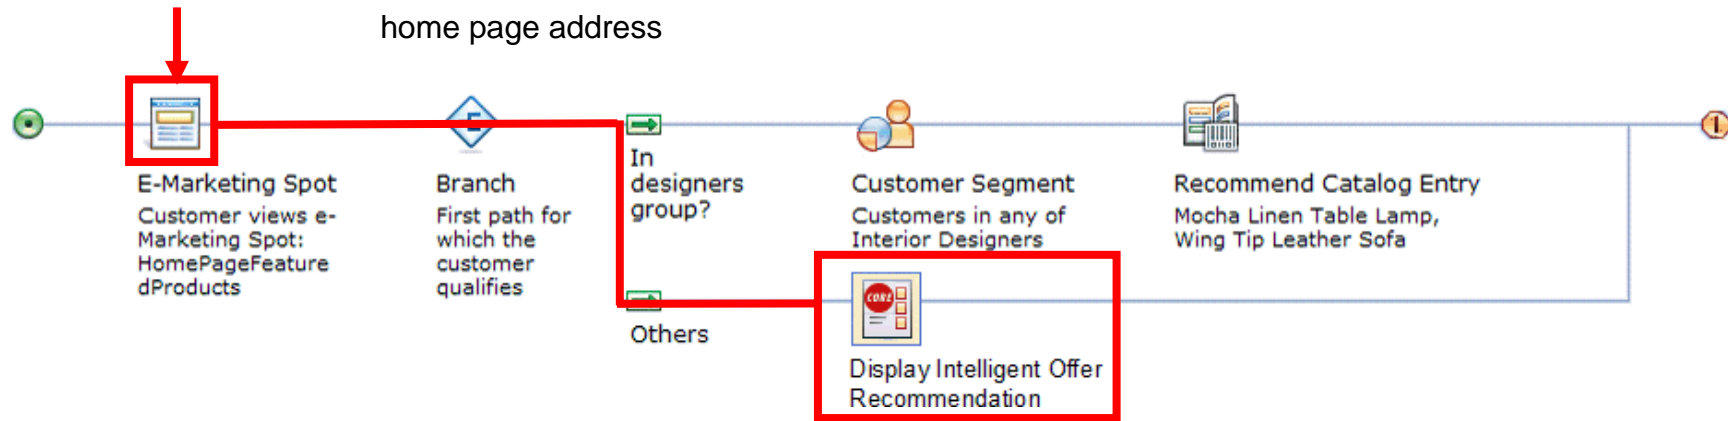 home page address
E-Marketing Spot
Customer views e-
Marketing Spot:
HomePageFeature
dProducts
Branch
First path for
which the
customer
qualifies
In
designers
group?
Others
Customer Segment
Customers in any of
Interior Designers
CORE
Display Intelligent Offer
Recommendation
Recommend Catalog Entry
Mocha Linen Table Lamp,
Wing Tip Leather Sofa